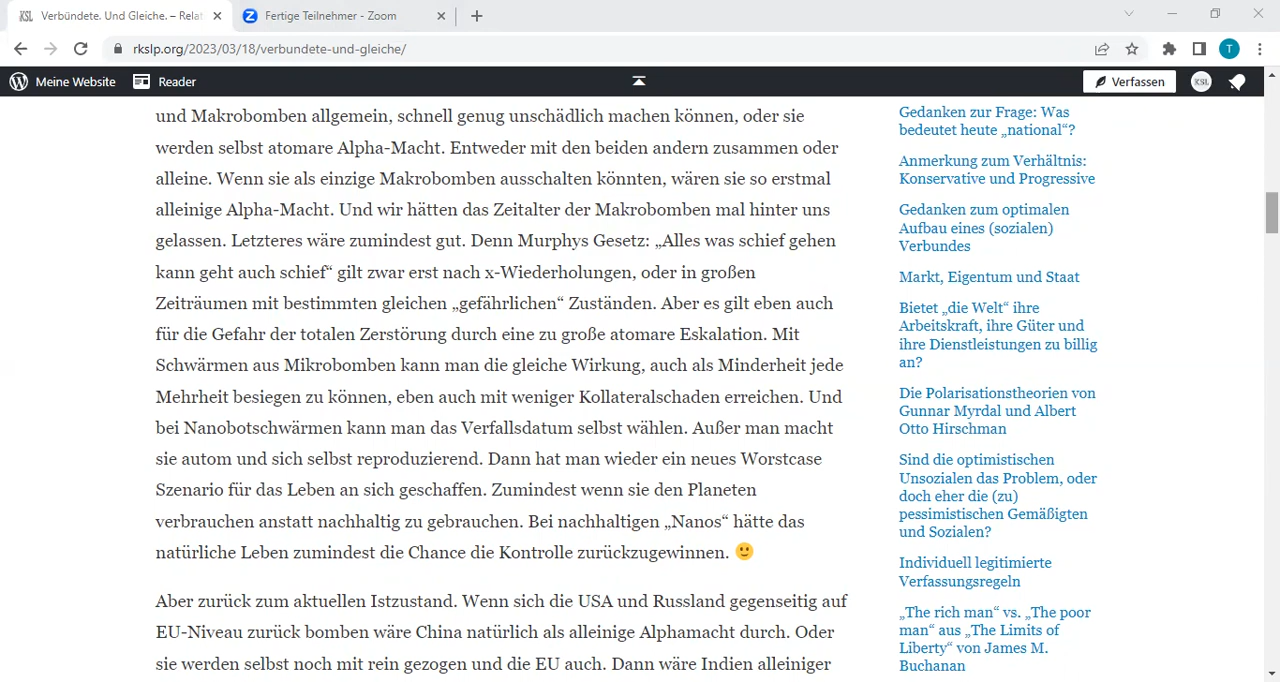 KSL Verbündete. Und Gleiche. – Relat
Fertige Teilnehmer - Zoom
rkslp.org/2023/03/18/verbundete-und-gleiche/
T
Meine Website
Reader
Verfassen
KSL
und Makrobomben allgemein, schnell genug unschädlich machen können, oder sie
werden selbst atomare Alpha-Macht. Entweder mit den beiden andern zusammen oder
alleine. Wenn sie als einzige Makrobomben ausschalten könnten, wären sie so erstmal
alleinige Alpha-Macht. Und wir hätten das Zeitalter der Makrobomben mal hinter uns
gelassen. Letzteres wäre zumindest gut. Denn Murphys Gesetz: „Alles was schief gehen
kann geht auch schief“ gilt zwar erst nach x-Wiederholungen, oder in großen
Zeiträumen mit bestimmten gleichen „gefährlichen“ Zuständen. Aber es gilt eben auch
für die Gefahr der totalen Zerstörung durch eine zu große atomare Eskalation. Mit
Schwärmen aus Mikrobomben kann man die gleiche Wirkung, auch als Minderheit jede
Mehrheit besiegen zu können, eben auch mit weniger Kollateralschaden erreichen. Und
bei Nanobotschwärmen kann man das Verfallsdatum selbst wählen. Außer man macht
sie autom und sich selbst reproduzierend. Dann hat man wieder ein neues Worstcase
Szenario für das Leben an sich geschaffen. Zumindest wenn sie den Planeten
verbrauchen anstatt nachhaltig zu gebrauchen. Bei nachhaltigen „Nanos“ hätte das
natürliche Leben zumindest die Chance die Kontrolle zurückzugewinnen. 🙂
Aber zurück zum aktuellen Istzustand. Wenn sich die USA und Russland gegenseitig auf
EU-Niveau zurück bomben wäre China natürlich als alleinige Alphamacht durch. Oder
sie werden selbst noch mit rein gezogen und die EU auch. Dann wäre Indien alleiniger
Gedanken zur Frage: Was
bedeutet heute „national“?
Anmerkung zum Verhältnis:
Konservative und Progressive
Gedanken zum optimalen
Aufbau eines (sozialen)
Verbundes
Markt, Eigentum und Staat
Bietet „die Welt“ ihre
Arbeitskraft, ihre Güter und
ihre Dienstleistungen zu billig
an?
Die Polarisationstheorien von
Gunnar Myrdal und Albert
Otto Hirschman
Sind die optimistischen
Unsozialen das Problem, oder
doch eher die (zu)
pessimistischen Gemäßigten
und Sozialen?
Individuell legitimierte
Verfassungsregeln
„The rich man“ vs. „The poor
man“ aus „The Limits of
Liberty“ von James M.
Buchanan